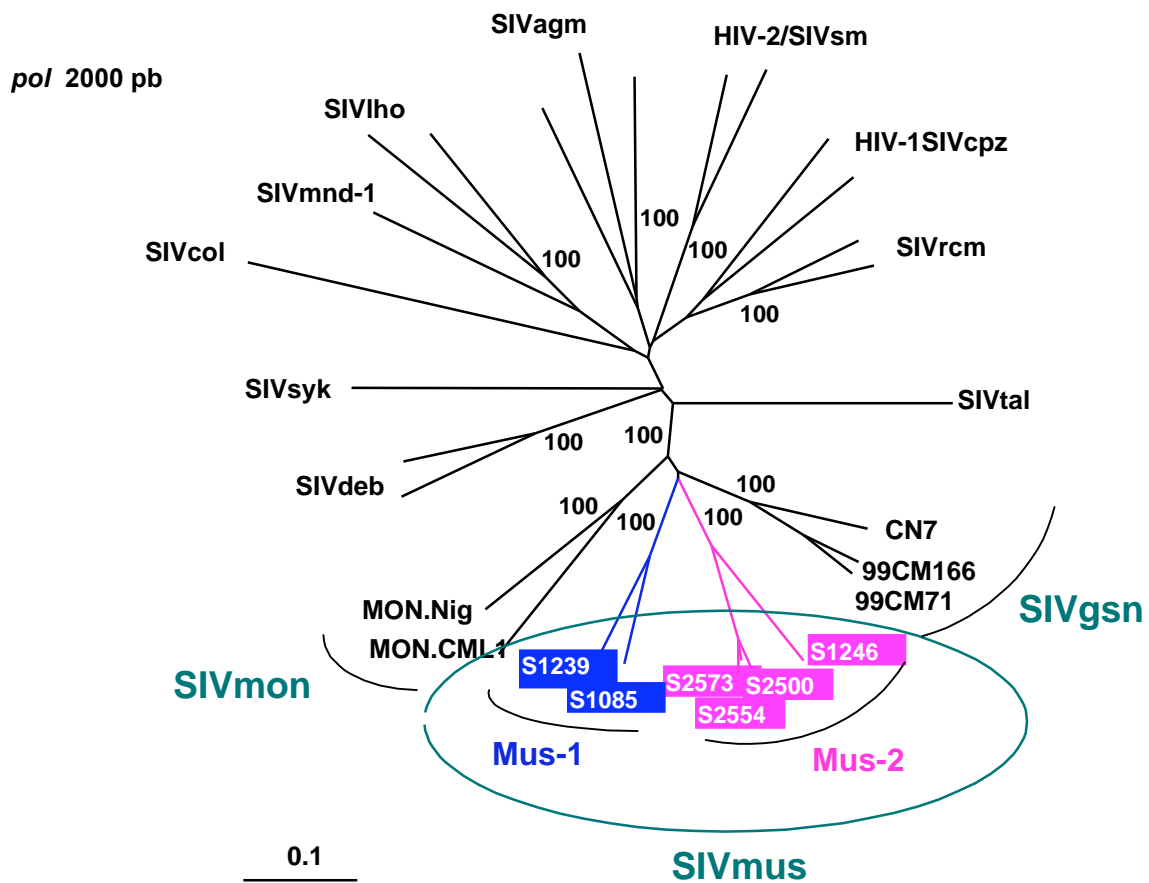 SIVagm
HIV-2/SIVsm
pol 2000 pb
SIVlho
HIV-1SIVcpz
SIVmnd-1
100
SIVcol
100
SIVrcm
100
100
SIVsyk
SIVtal
100
100
SIVdeb
100
100
100
100
CN7
99CM166
99CM71
MON.Nig
SIVgsn
MON.CML1
S1246
S1239
SIVmon
S2573
S2500
S1085
S2554
Mus-1
Mus-2
0.1
SIVmus